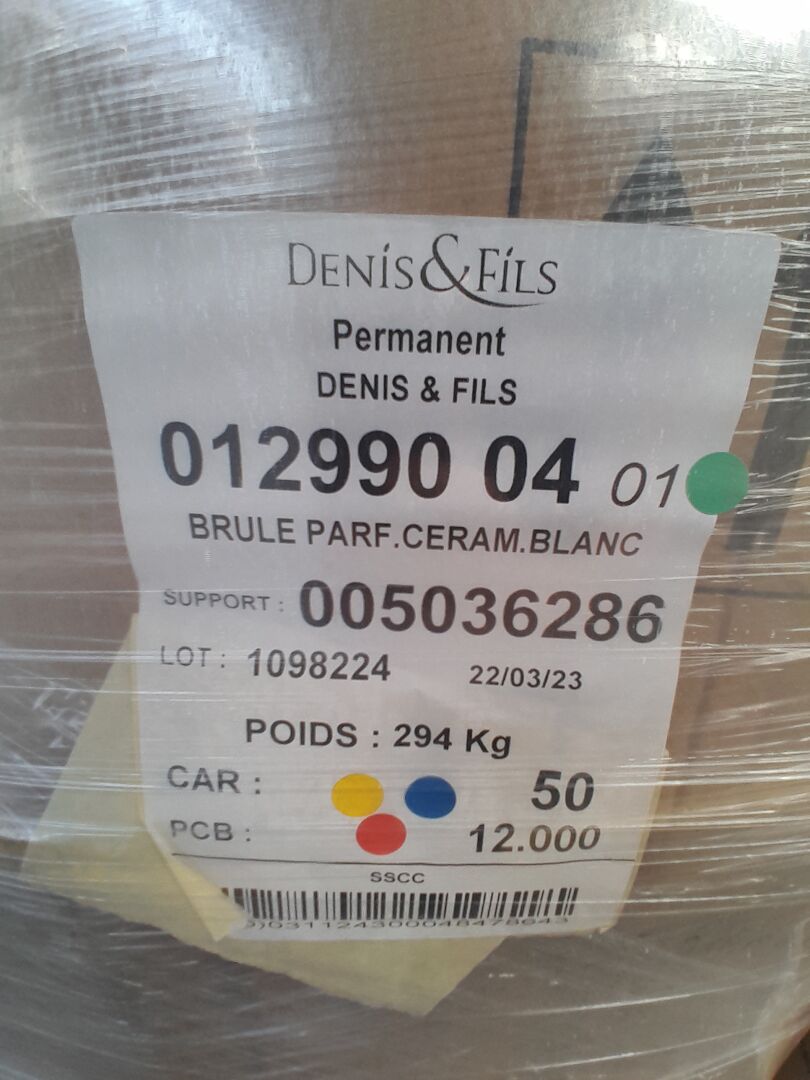 DENIS & FILS
Permanent
DENIS & FILS
012990 04 01
BRULE PARF.CERAM.BLANC
SUPPORT : 005036286
LOT : 1098224 22/03/23
POIDS : 294 Kg
CAR : 50
PCB : 12.000
SSCC